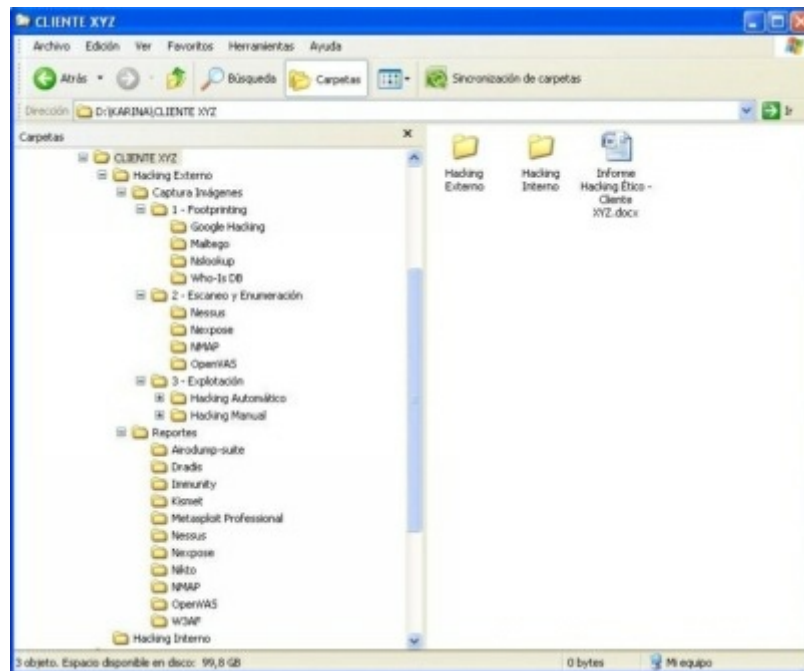 CLIENTE XYZ
Archivo Edición Ver Favoritos Herramientas Ayuda
Atrás Búsqueda Carpetas Sincronización de carpetas
Dirección D:\KARINA\CLIENTE XYZ Ir
Carpetas
CLIENTE XYZ
Hacking Externo
Captura Imágenes
1 - Footprinting
Google Hacking
Maltego
Nslookup
Who-Is DB
2 - Escaneo y Enumeración
Nessus
Nexpose
NMAP
OpenVAS
3 - Explotación
Hacking Automático
Hacking Manual
Reportes
Airodump-suite
Dradis
Immunity
Kismet
Metasploit Professional
Nessus
Nexpose
Nikto
NMAP
OpenVAS
W3AF
Hacking Interno
Hacking Externo
Hacking Interno
Informe
Hacking Ético -
Cliente
XYZ.docx
3 objeto. Espacio disponible en disco: 99,8 GB 0 bytes Mi equipo